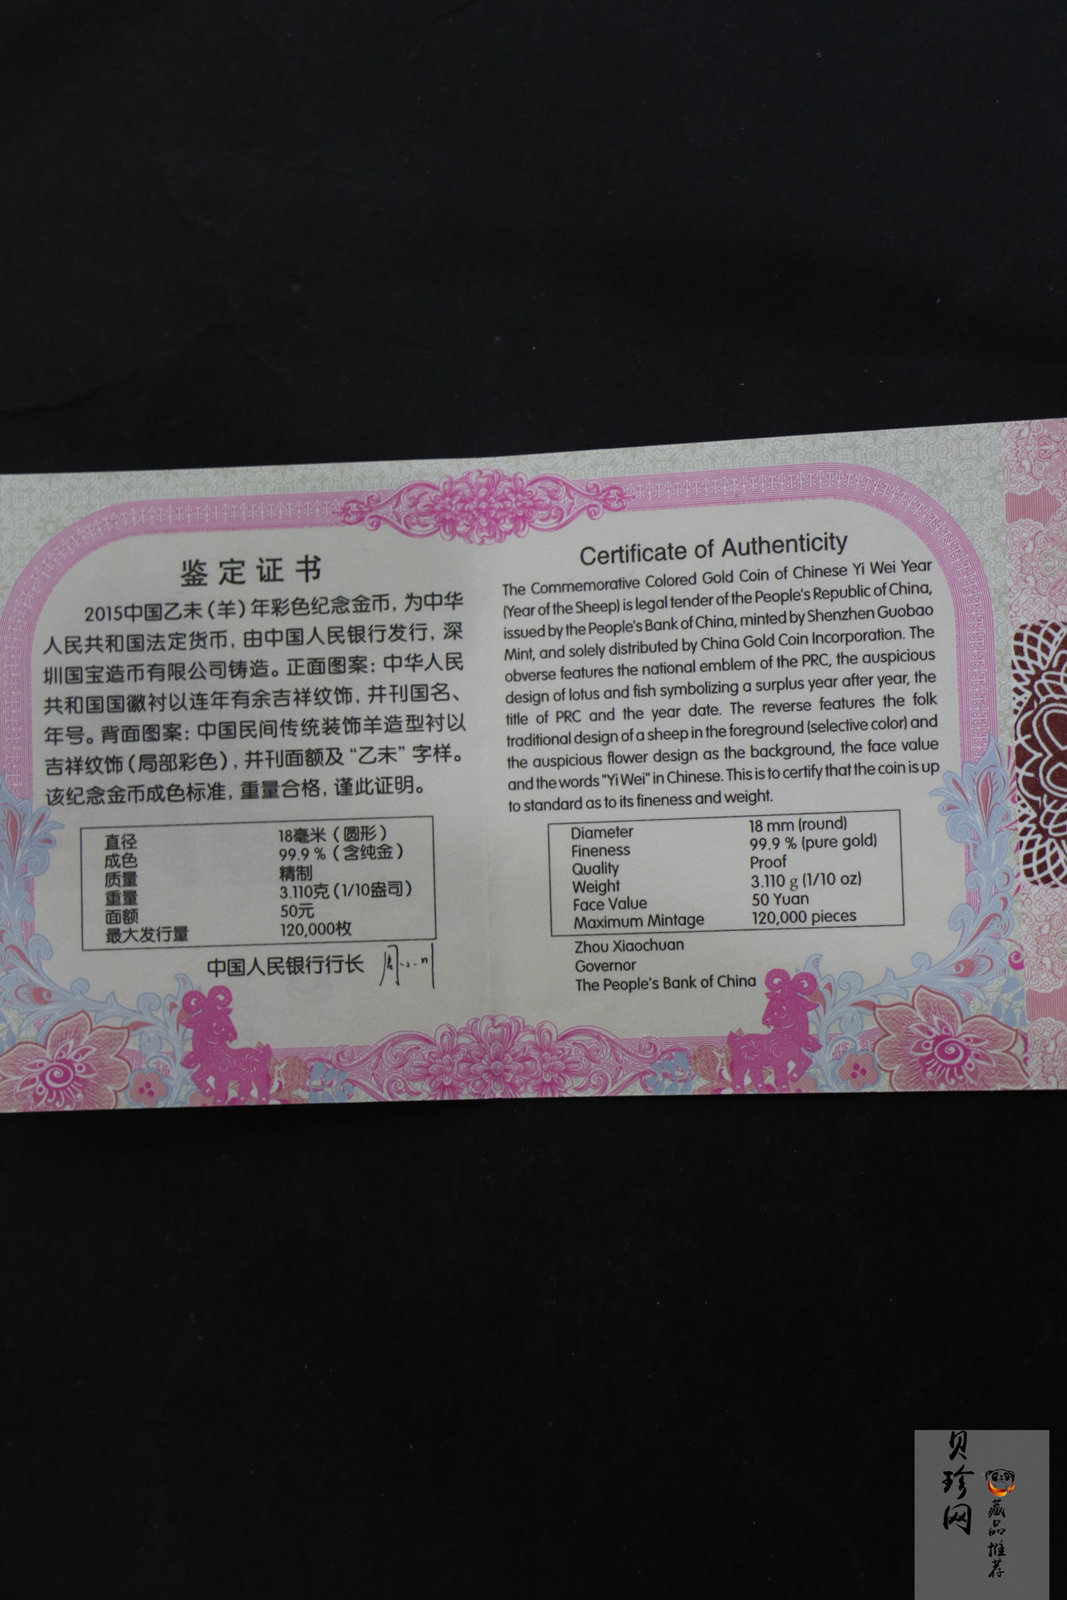 鉴定证书
2015中国乙未（羊）年彩色纪念金币，为中华
人民共和国法定货币，由中国人民银行发行，深
圳国宝造币有限公司铸造。正面图案：中华人民
共和国国徽衬以连年有余吉祥纹饰，并刊国名、
年号。背面图案：中国民间传统装饰羊造型衬以
吉祥纹饰（局部彩色），并刊面额及“乙未”字样。
该纪念金币成色标准，重量合格，谨此证明。
直径 18毫米（圆形）
成色 99.9 %（含纯金）
质量 精制
重量 3.110克（1/10盎司）
面额 50元
最大发行量 120,000枚
中国人民银行行长
Certificate of Authenticity
The Commemorative Colored Gold Coin of Chinese Yi Wei Year
(Year of the Sheep) is legal tender of the People's Republic of China,
issued by the People's Bank of China, minted by Shenzhen Guobao
Mint, and solely distributed by China Gold Coin Incorporation. The
obverse features the national emblem of the PRC, the auspicious
design of lotus and fish symbolizing a surplus year after year, the
title of PRC and the year date. The reverse features the folk
traditional design of a sheep in the foreground (selective color) and
the auspicious flower design as the background, the face value
and the words "Yi Wei" in Chinese. This is to certify that the coin is up
to standard as to its fineness and weight.
Diameter 18 mm (round)
Fineness 99.9 % (pure gold)
Quality Proof
Weight 3.110 g (1/10 oz)
Face Value 50 Yuan
Maximum Mintage 120,000 pieces
Zhou Xiaochuan
Governor
The People's Bank of China
贝珍网
藏品推荐